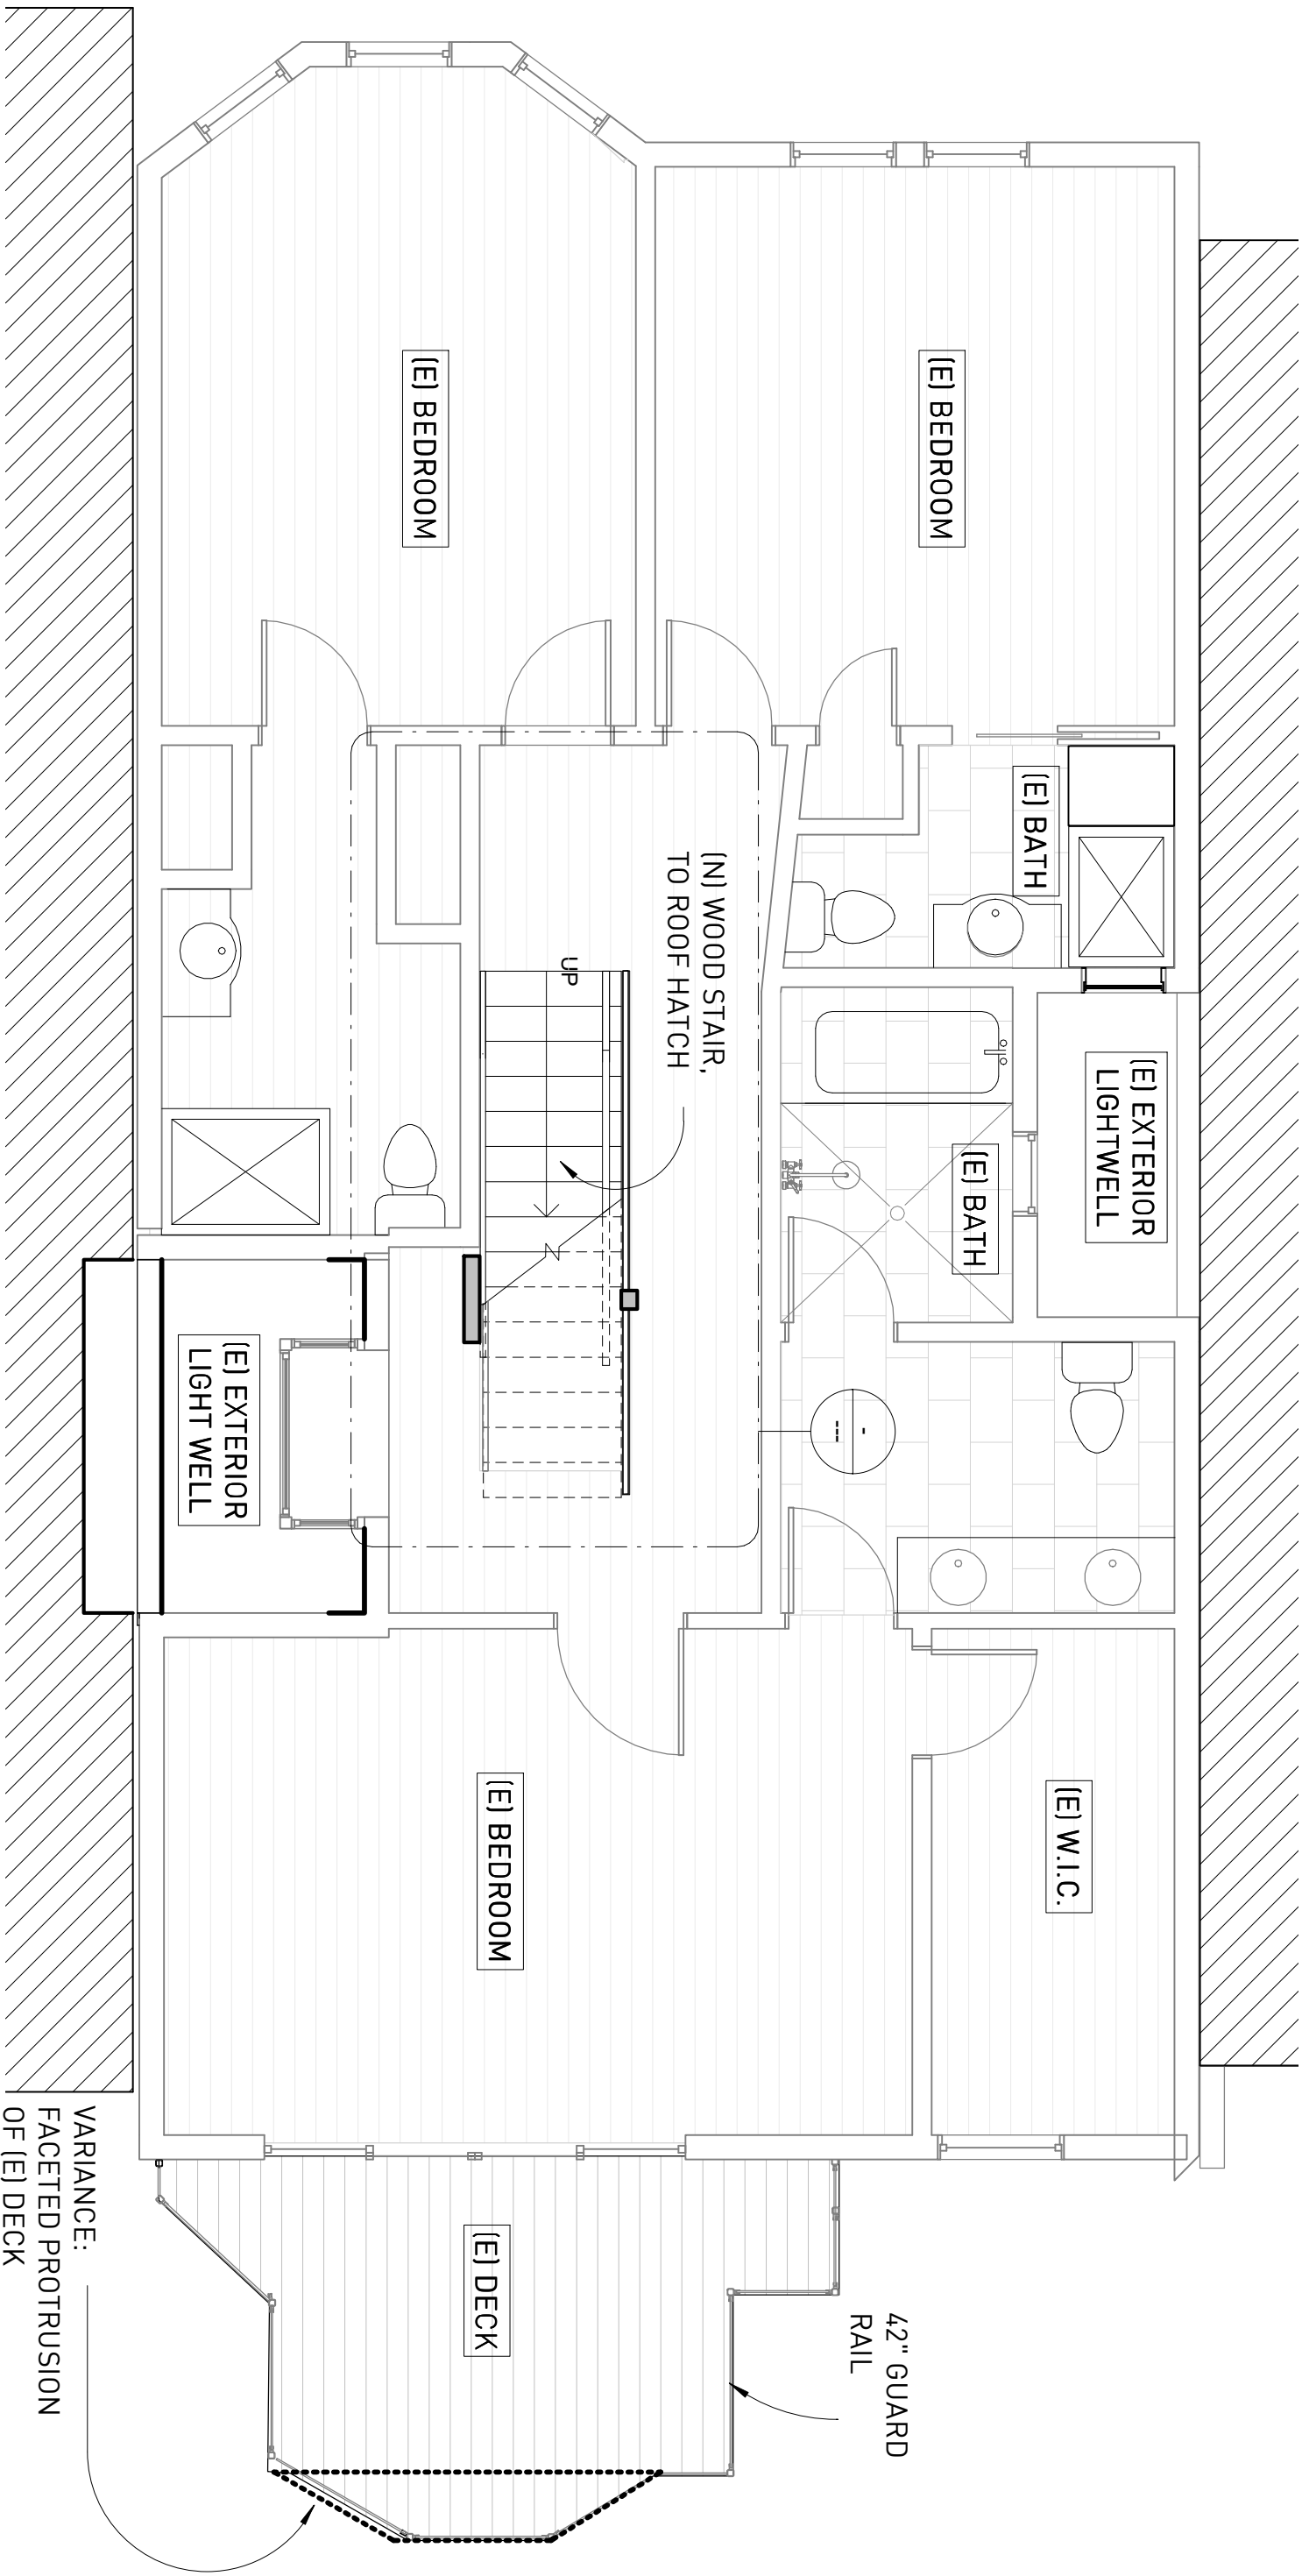 (E) BEDROOM
(E) BEDROOM
(E) BATH
(N) WOOD STAIR,
TO ROOF HATCH
UP
(E) EXTERIOR
LIGHTWELL
(E) BATH
N
-
---
(E) EXTERIOR
LIGHT WELL
(E) BEDROOM
(E) W.I.C.
(E) DECK
42" GUARD
RAIL
VARIANCE:
FACETED PROTRUSION
OF (E) DECK